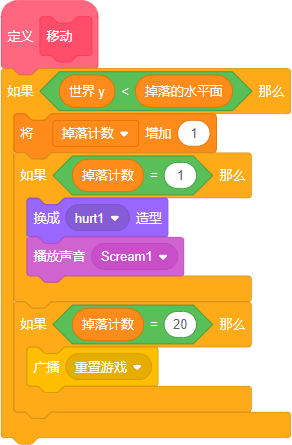 定义 移动
如果 世界 y < 掉落的水平面 那么
将 掉落计数 增加 1
如果 掉落计数 = 1 那么
换成 hurt1 造型
播放声音 Scream1
如果 掉落计数 = 20 那么
广播 重置游戏